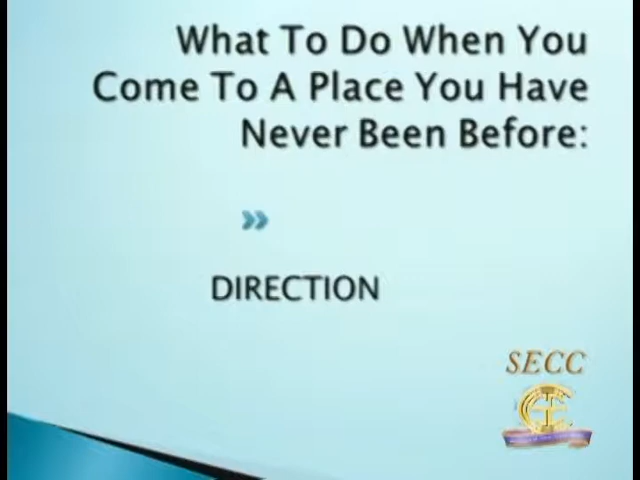 What To Do When You
Come To A Place You Have
Never Been Before:
DIRECTION
SECC